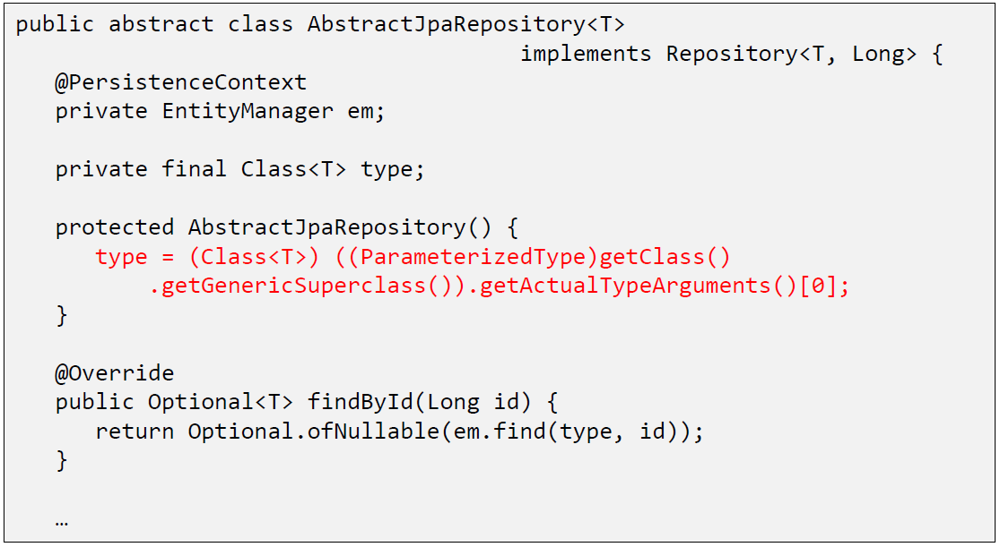 public abstract class AbstractJpaRepository<T>
implements Repository<T, Long> {
@PersistenceContext
private EntityManager em;
private final Class<T> type;
protected AbstractJpaRepository() {
type = (Class<T>) ((ParameterizedType)getClass()
.getGenericSuperclass()).getActualTypeArguments()[0];
}
@Override
public Optional<T> findById(Long id) {
return Optional.ofNullable(em.find(type, id));
}
…